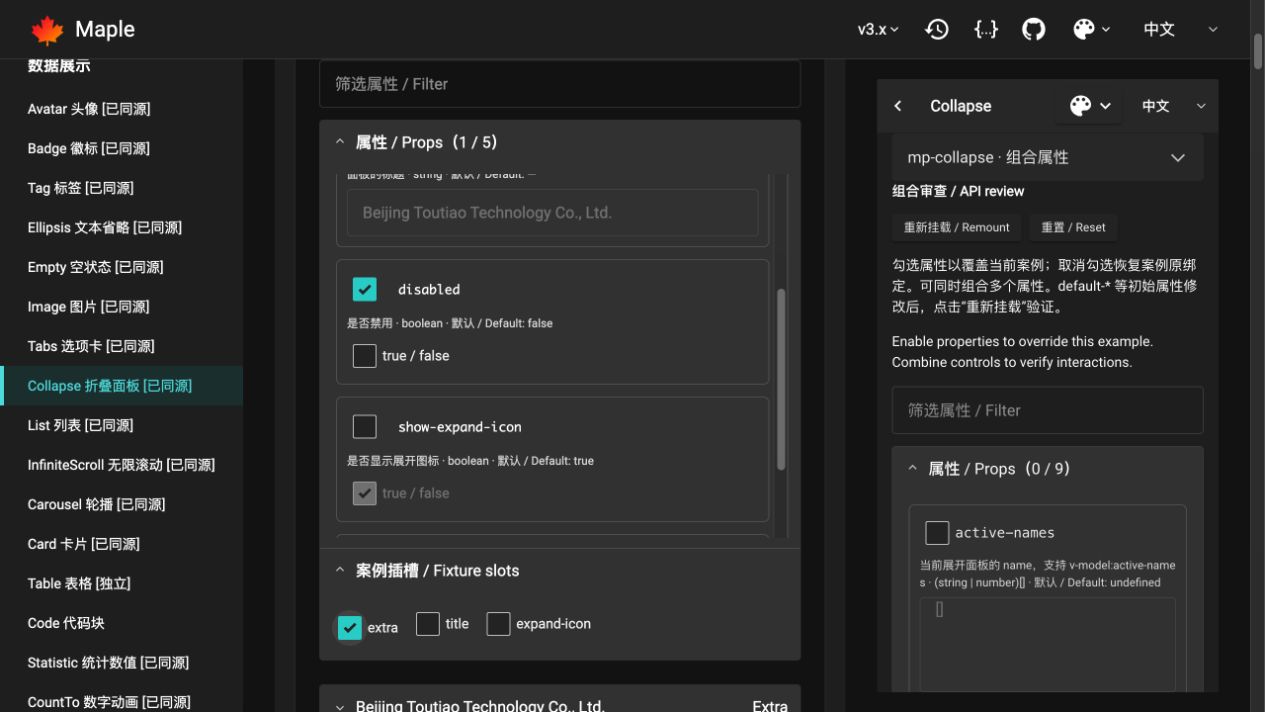 Maple
v3.x
{...}
中文
数据展示
Avatar 头像 [已同源]
Badge 徽标 [已同源]
Tag 标签 [已同源]
Ellipsis 文本省略 [已同源]
Empty 空状态 [已同源]
Image 图片 [已同源]
Tabs 选项卡 [已同源]
Collapse 折叠面板 [已同源]
List 列表 [已同源]
InfiniteScroll 无限滚动 [已同源]
Carousel 轮播 [已同源]
Card 卡片 [已同源]
Table 表格 [独立]
Code 代码块
Statistic 统计数值 [已同源]
CountTo 数字动画 [已同源]
筛选属性 / Filter
属性 / Props（1 / 5）
面板的标题 · string · 默认 / Default: —
Beijing Toutiao Technology Co., Ltd.
disabled
是否禁用 · boolean · 默认 / Default: false
true / false
show-expand-icon
是否显示展开图标 · boolean · 默认 / Default: true
true / false
案例插槽 / Fixture slots
extra
title
expand-icon
Beijing Toutiao Technology Co., Ltd.
Extra
Collapse
中文
mp-collapse · 组合属性
组合审查 / API review
重新挂载 / Remount
重置 / Reset
勾选属性以覆盖当前案例；取消勾选恢复案例原绑
定。可同时组合多个属性。default-* 等初始属性修
改后，点击“重新挂载”验证。
Enable properties to override this example.
Combine controls to verify interactions.
筛选属性 / Filter
属性 / Props（0 / 9）
active-names
当前展开面板的 name，支持 v-model:active-name
s · (string | number)[] · 默认 / Default: undefined
[]